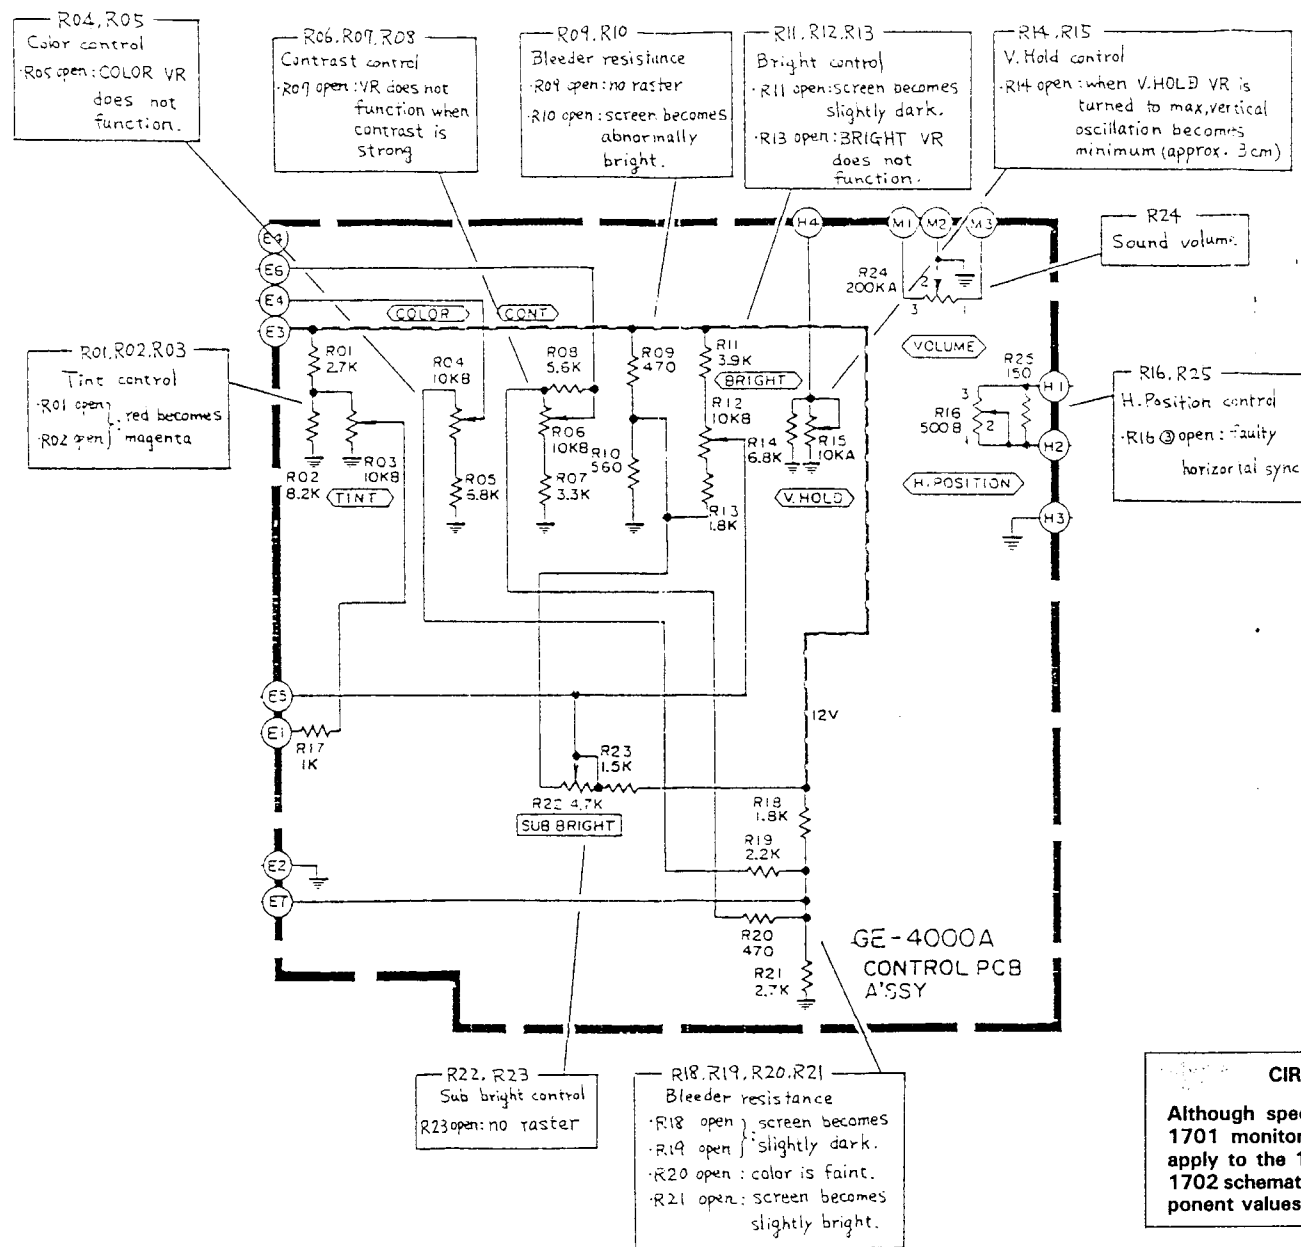 R04, R05
Color control
·R05 open: COLOR VR
does not
function.
R06, R07, R08
Contrast control
·R07 open: VR does not
function when
contrast is
strong
R09, R10
Bleeder resistance
·R09 open: no raster
·R10 open: screen becomes
abnormally
bright.
R11, R12, R13
Bright control
·R11 open: screen becomes
slightly dark.
·R13 open: BRIGHT VR
does not
function.
R14, R15
V. Hold control
·R14 open: when V.HOLD VR is
turned to max, vertical
oscillation becomes
minimum (approx. 3cm)
R24
Sound volume
R01, R02, R03
Tint control
·R01 open
·R02 open
: red becomes
magenta
R16, R25
H. Position control
·R16 ③ open: faulty
horizontal sync
E4
E6
E4
E3
H4
M1
M2
M3
R24
200KA
2
3
1
COLOR
CONT
VOLUME
R01
2.7K
R04
10KB
R08
5.6K
R09
470
R11
3.9K
BRIGHT
R12
10KB
R25
150
H1
3
R16
500B
2
1
H2
R06
10KB
R10
560
R14
6.8K
R15
10KA
R02
8.2K
R03
10KB
TINT
R05
6.8K
R07
3.3K
R13
1.8K
V.HOLD
H.POSITION
H3
E5
E1
R17
1K
12V
R23
1.5K
R22 4.7K
SUB BRIGHT
R18
1.8K
R19
2.2K
E2
E7
R20
470
R21
2.7K
GE-4000A
CONTROL PCB
A'SSY
R22, R23
Sub bright control
R23 open: no raster
R18, R19, R20, R21
Bleeder resistance
·R18 open
·R19 open
: screen becomes
slightly dark.
·R20 open: color is faint.
·R21 open: screen becomes
slightly bright.
CIR
Although spe
1701 monitor
apply to the 1
1702 schemat
ponent values